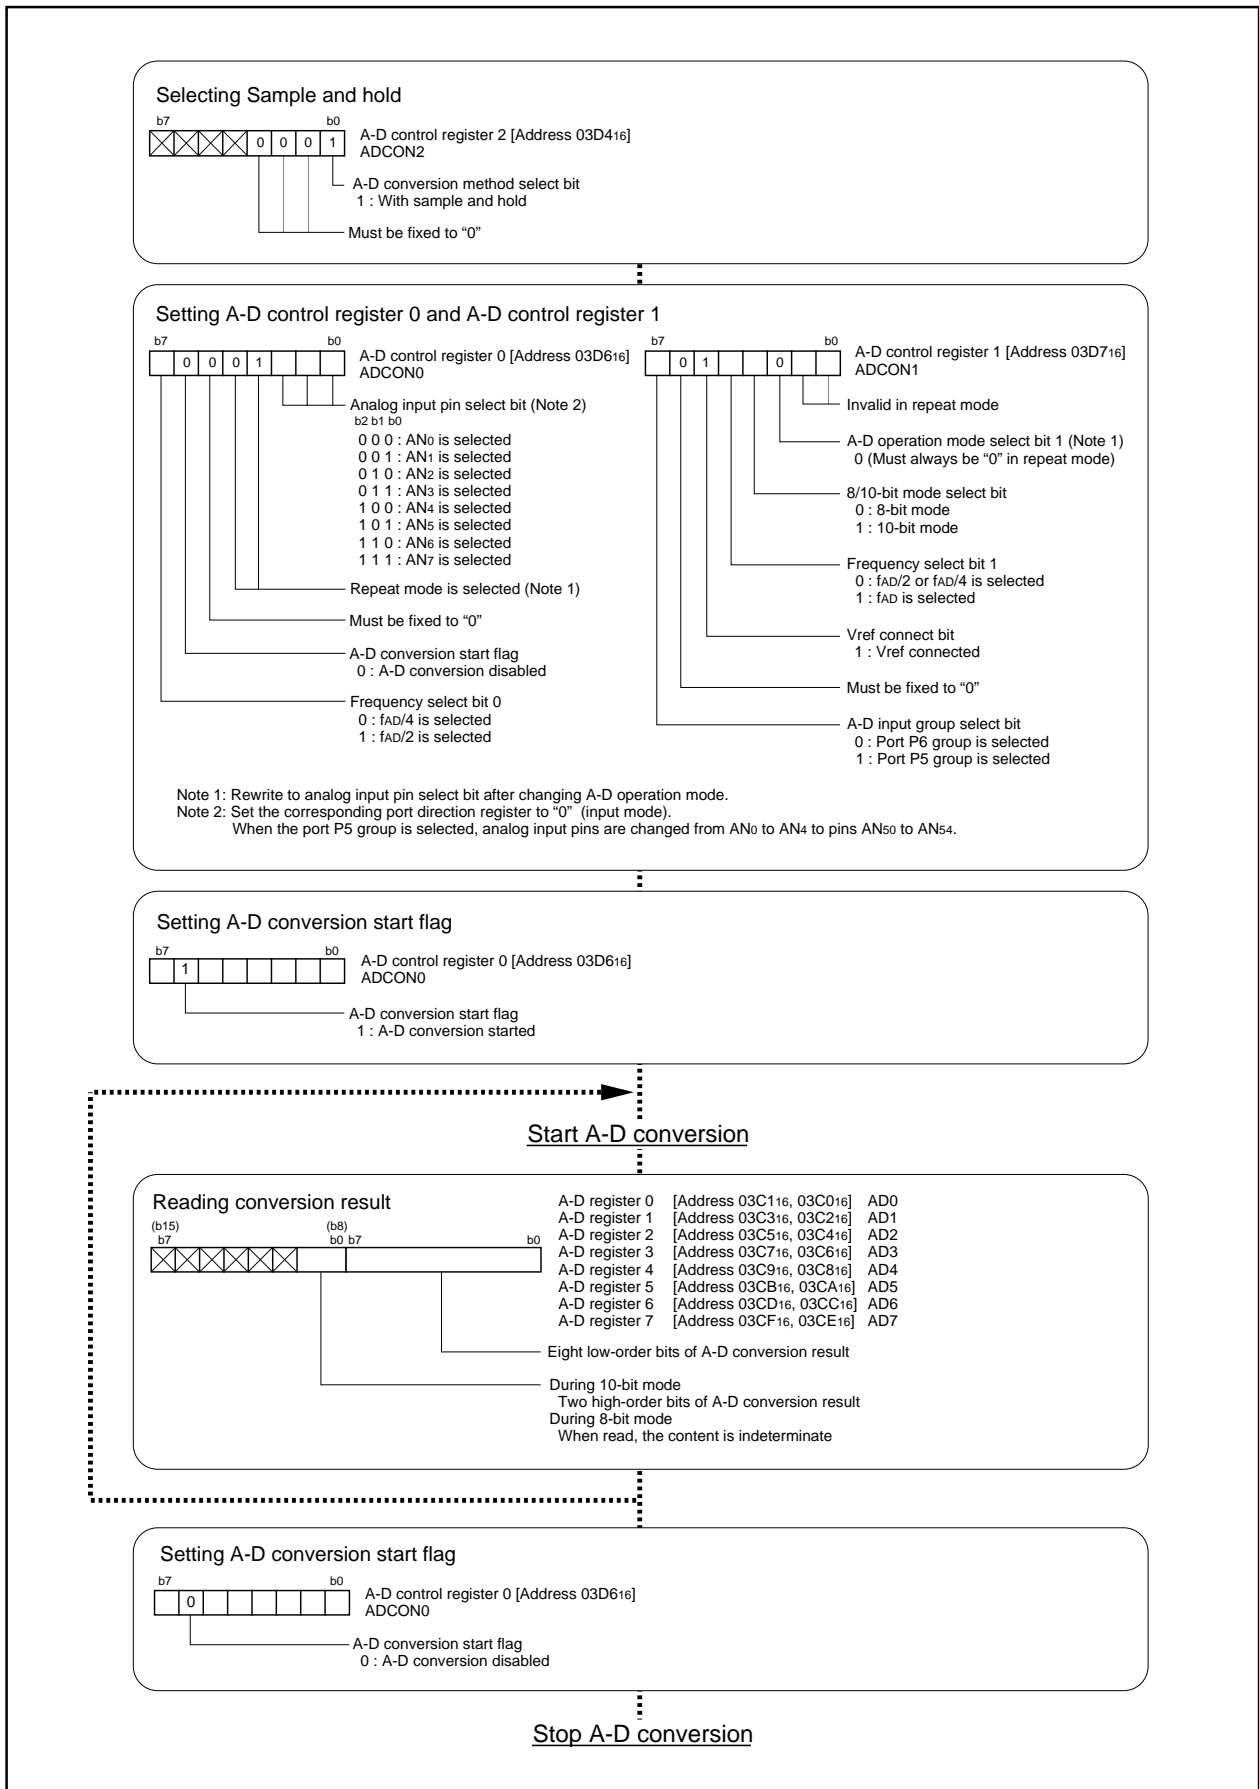 Selecting Sample and hold
b7 b0
0 0 0 1
A-D control register 2 [Address 03D416]
ADCON2
A-D conversion method select bit
1 : With sample and hold
Must be fixed to “0”
Setting A-D control register 0 and A-D control register 1
b7 b0
0 0 0 1
A-D control register 0 [Address 03D616]
ADCON0
Analog input pin select bit (Note 2)
b2 b1 b0
0 0 0 : AN0 is selected
0 0 1 : AN1 is selected
0 1 0 : AN2 is selected
0 1 1 : AN3 is selected
1 0 0 : AN4 is selected
1 0 1 : AN5 is selected
1 1 0 : AN6 is selected
1 1 1 : AN7 is selected
Repeat mode is selected (Note 1)
Must be fixed to “0”
A-D conversion start flag
0 : A-D conversion disabled
Frequency select bit 0
0 : fAD/4 is selected
1 : fAD/2 is selected
b7 b0
0 1 0
A-D control register 1 [Address 03D716]
ADCON1
Invalid in repeat mode
A-D operation mode select bit 1 (Note 1)
0 (Must always be “0” in repeat mode)
8/10-bit mode select bit
0 : 8-bit mode
1 : 10-bit mode
Frequency select bit 1
0 : fAD/2 or fAD/4 is selected
1 : fAD is selected
Vref connect bit
1 : Vref connected
Must be fixed to “0”
A-D input group select bit
0 : Port P6 group is selected
1 : Port P5 group is selected
Note 1: Rewrite to analog input pin select bit after changing A-D operation mode.
Note 2: Set the corresponding port direction register to “0” (input mode).
When the port P5 group is selected, analog input pins are changed from AN0 to AN4 to pins AN50 to AN54.
Setting A-D conversion start flag
b7 b0
1
A-D control register 0 [Address 03D616]
ADCON0
A-D conversion start flag
1 : A-D conversion started
Start A-D conversion
Reading conversion result
(b15) (b8)
b7 b0 b7 b0
A-D register 0 [Address 03C116, 03C016] AD0
A-D register 1 [Address 03C316, 03C216] AD1
A-D register 2 [Address 03C516, 03C416] AD2
A-D register 3 [Address 03C716, 03C616] AD3
A-D register 4 [Address 03C916, 03C816] AD4
A-D register 5 [Address 03CB16, 03CA16] AD5
A-D register 6 [Address 03CD16, 03CC16] AD6
A-D register 7 [Address 03CF16, 03CE16] AD7
Eight low-order bits of A-D conversion result
During 10-bit mode
Two high-order bits of A-D conversion result
During 8-bit mode
When read, the content is indeterminate
Setting A-D conversion start flag
b7 b0
0
A-D control register 0 [Address 03D616]
ADCON0
A-D conversion start flag
0 : A-D conversion disabled
Stop A-D conversion